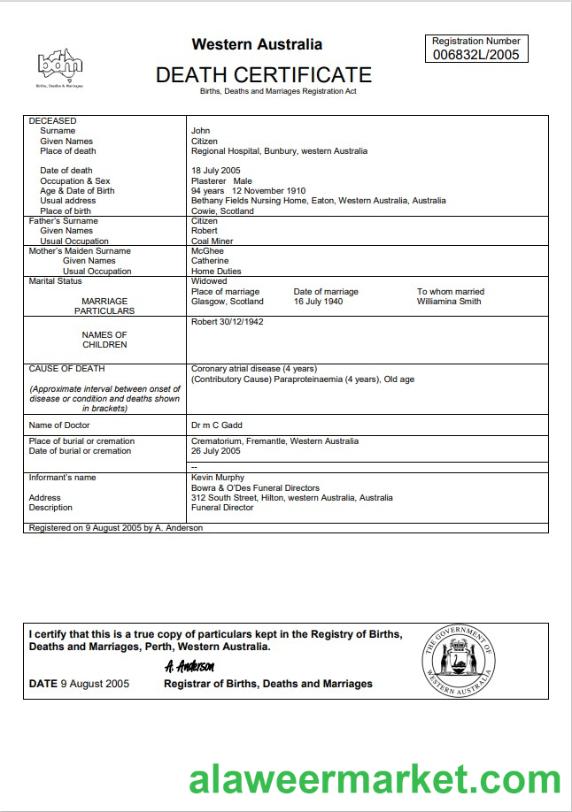 Western Australia
Registration Number
006832L/2005
bdm
Births, Deaths & Marriages
DEATH CERTIFICATE
Births, Deaths and Marriages Registration Act
DECEASED
Surname John
Given Names Citizen
Place of death Regional Hospital, Bunbury, western Australia
Date of death 18 July 2005
Occupation & Sex Plasterer Male
Age & Date of Birth 94 years 12 November 1910
Usual address Bethany Fields Nursing Home, Eaton, Western Australia, Australia
Place of birth Cowie, Scotland
Father's Surname Citizen
Given Names Robert
Usual Occupation Coal Miner
Mother's Maiden Surname McGhee
Given Names Catherine
Usual Occupation Home Duties
Marital Status Widowed
Place of marriage Date of marriage To whom married
MARRIAGE Glasgow, Scotland 16 July 1940 Williamina Smith
PARTICULARS
Robert 30/12/1942
NAMES OF
CHILDREN
CAUSE OF DEATH Coronary atrial disease (4 years)
(Contributory Cause) Paraproteinaemia (4 years), Old age
(Approximate interval between onset of
disease or condition and deaths shown
in brackets)
Name of Doctor Dr m C Gadd
Place of burial or cremation Crematorium, Fremantle, Western Australia
Date of burial or cremation 26 July 2005
--
Informant's name Kevin Murphy
Bowra & O'Des Funeral Directors
Address 312 South Street, Hilton, western Australia, Australia
Description Funeral Director
Registered on 9 August 2005 by A. Anderson
I certify that this is a true copy of particulars kept in the Registry of Births,
Deaths and Marriages, Perth, Western Australia.
A. Anderson
DATE 9 August 2005 Registrar of Births, Deaths and Marriages
THE GOVERNMENT OF
WESTERN AUSTRALIA
alaweermarket.com